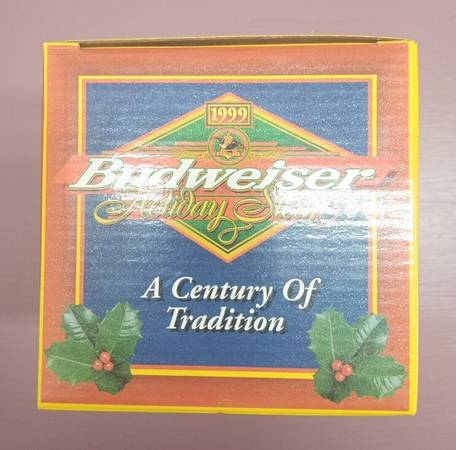 1999
Budweiser
Holiday Stein
A Century Of
Tradition